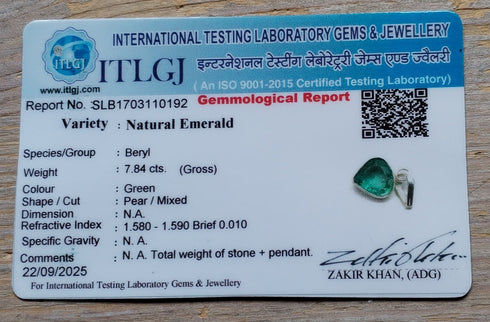 INTERNATIONAL TESTING LABORATORY GEMS & JEWELLERY
ITLGJ
इन्टरनेशनल टेस्टींग लेबोरेट्री जेम्स एण्ड ज्वैलरी
www.itlgj.com
(An ISO 9001-2015 Certified Testing Laboratory)
Report No. :SLB1703110192
Gemmological Report
Variety : Natural Emerald
Species/Group : Beryl
Weight : 7.84 cts. (Gross)
Colour : Green
Shape / Cut : Pear / Mixed
Dimension : N.A.
Refractive Index : 1.580 - 1.590 Brief 0.010
Specific Gravity : N. A.
Comments : N. A. Total weight of stone + pendant.
22/09/2025
ZAKIR KHAN, (ADG)
For International Testing Laboratory Gems & Jewellery